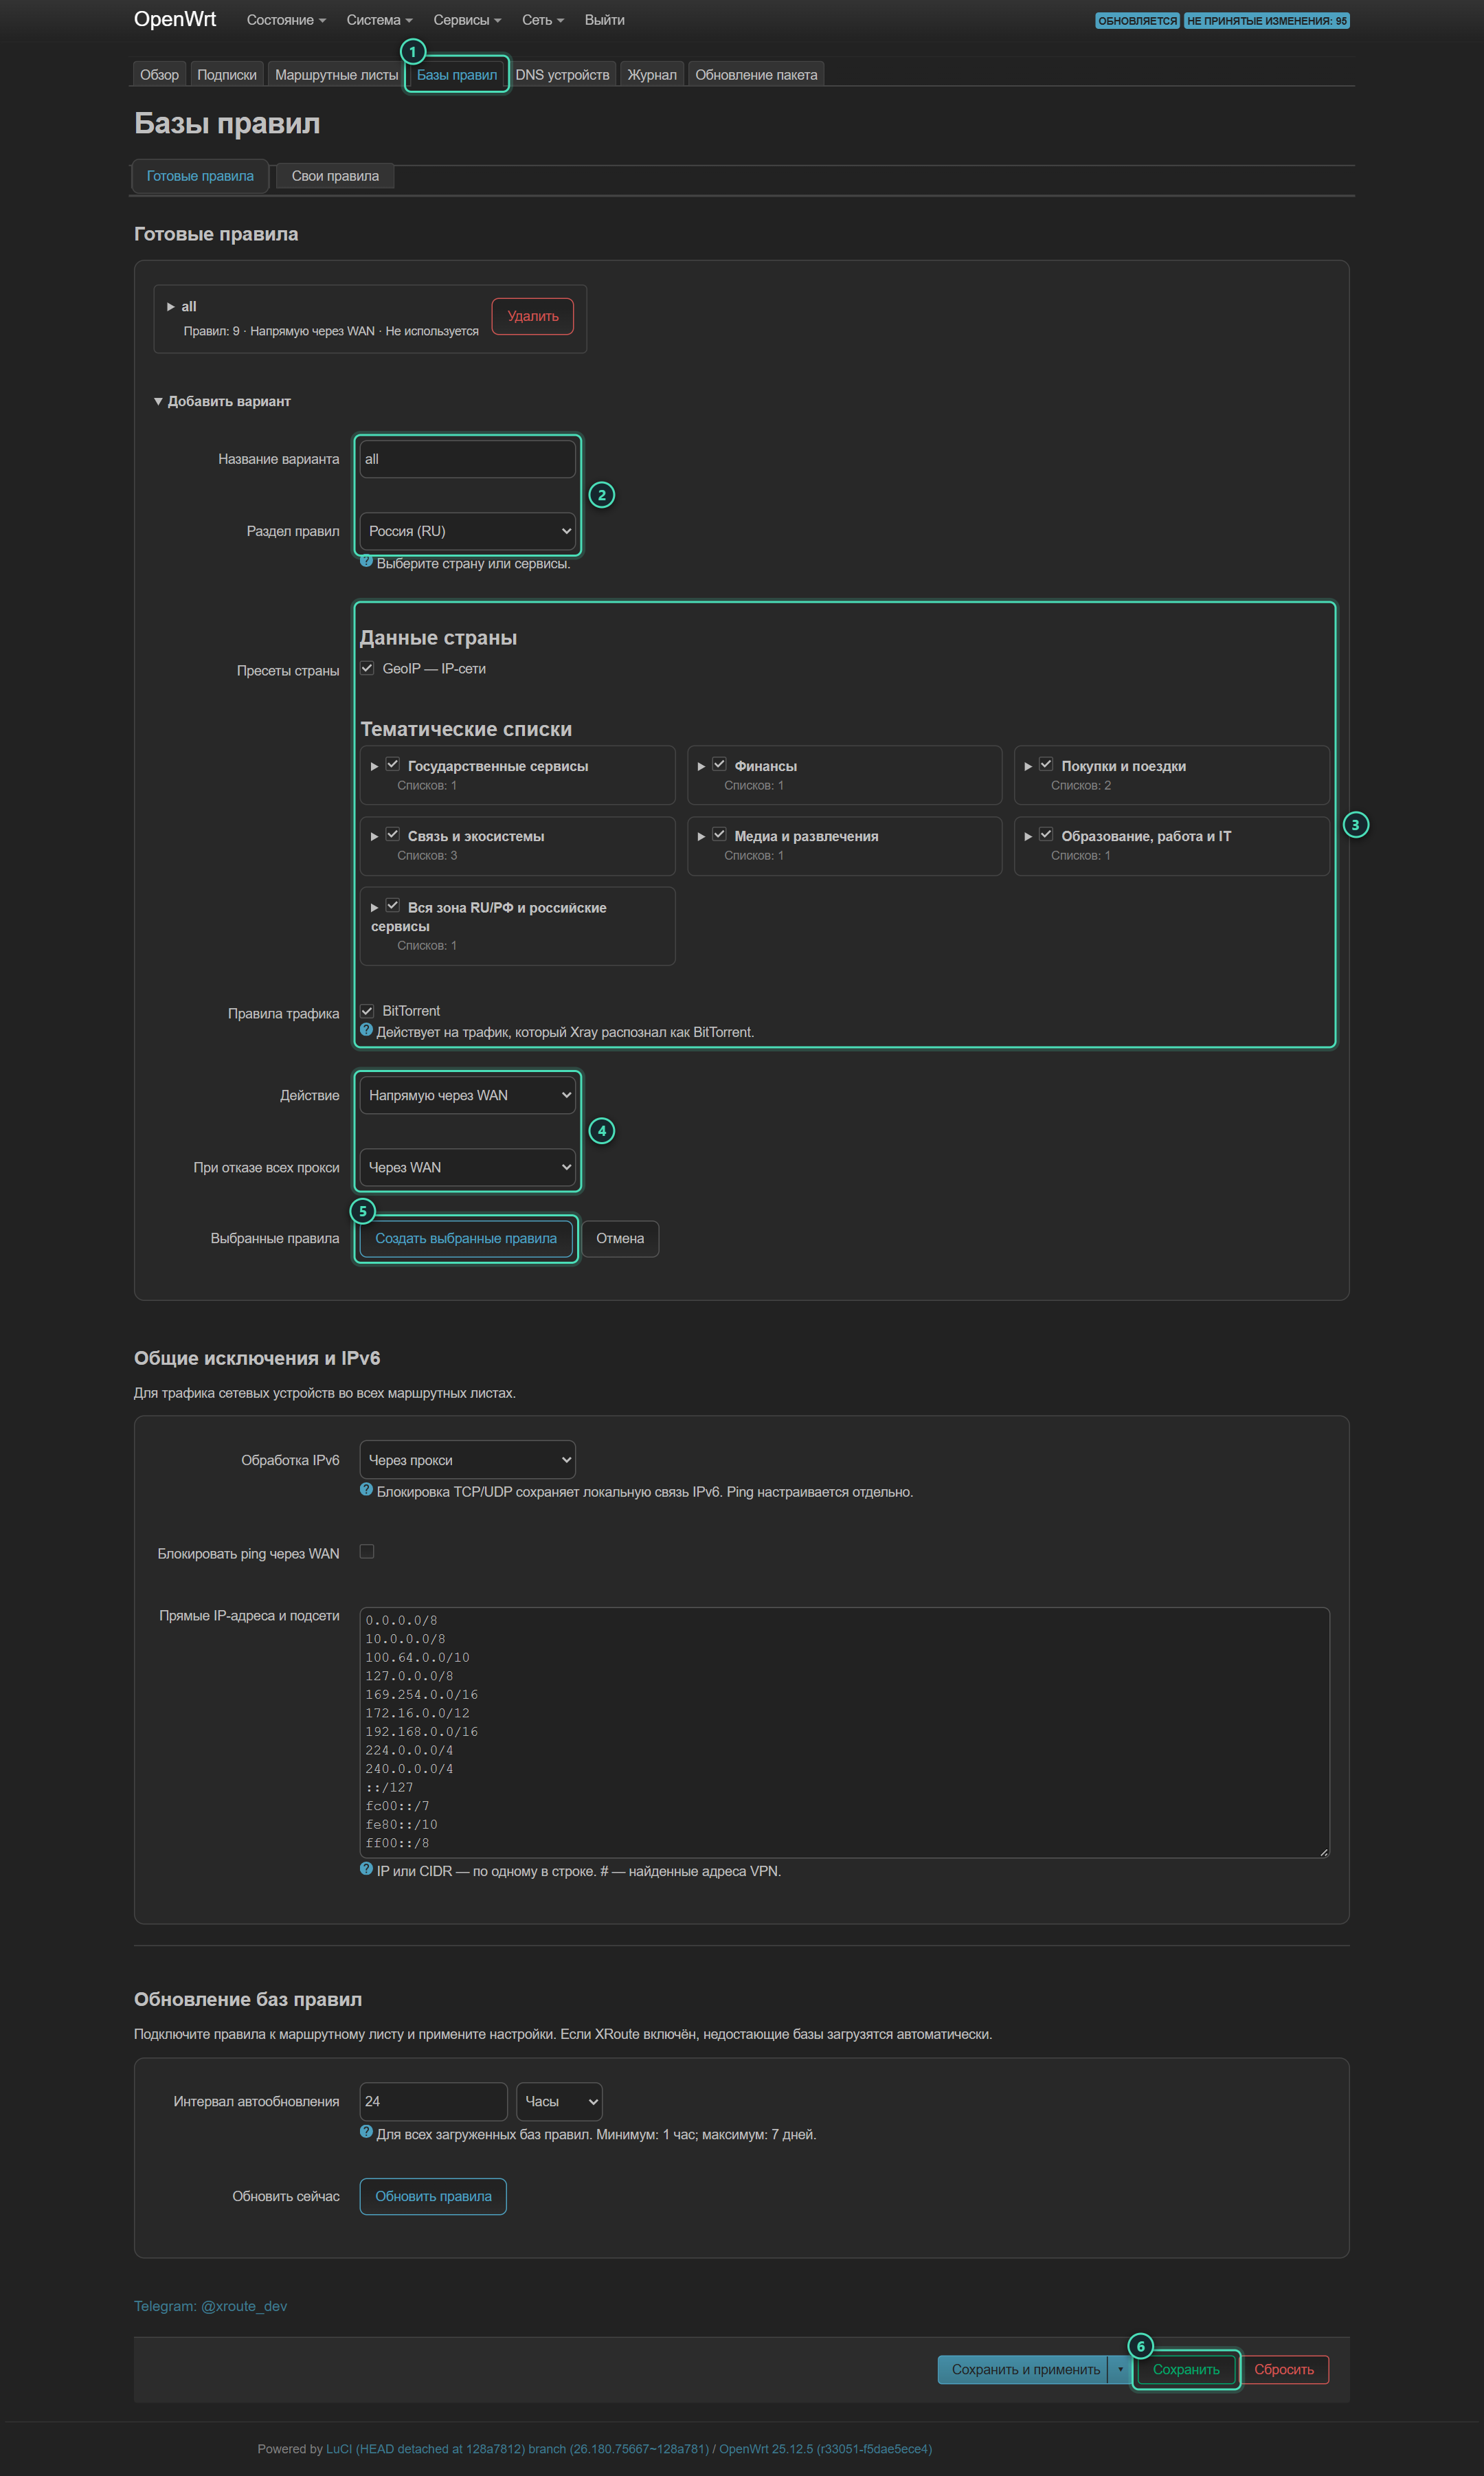 OpenWrt Состояние Система Сервисы Сеть Выйти ОБНОВЛЯЕТСЯ НЕ ПРИНЯТЫЕ ИЗМЕНЕНИЯ: 95
1
Обзор Подписки Маршрутные листы Базы правил DNS устройств Журнал Обновление пакета
Базы правил
Готовые правила Свои правила
Готовые правила
all
Правил: 9 · Напрямую через WAN · Не используется
Удалить
Добавить вариант
Название варианта all
2
Раздел правил Россия (RU)
? Выберите страну или сервисы.
Данные страны
Пресеты страны GeoIP — IP-сети
Тематические списки
Государственные сервисы Финансы Покупки и поездки
Списков: 1 Списков: 1 Списков: 2
3
Связь и экосистемы Медиа и развлечения Образование, работа и IT
Списков: 3 Списков: 1 Списков: 1
Вся зона RU/РФ и российские
сервисы
Списков: 1
Правила трафика BitTorrent
? Действует на трафик, который Xray распознал как BitTorrent.
Действие Напрямую через WAN
4
При отказе всех прокси Через WAN
5
Выбранные правила Создать выбранные правила Отмена
Общие исключения и IPv6
Для трафика сетевых устройств во всех маршрутных листах.
Обработка IPv6 Через прокси
? Блокировка TCP/UDP сохраняет локальную связь IPv6. Ping настраивается отдельно.
Блокировать ping через WAN
Прямые IP-адреса и подсети
0.0.0.0/8
10.0.0.0/8
100.64.0.0/10
127.0.0.0/8
169.254.0.0/16
172.16.0.0/12
192.168.0.0/16
224.0.0.0/4
240.0.0.0/4
::/127
fc00::/7
fe80::/10
ff00::/8
? IP или CIDR — по одному в строке. # — найденные адреса VPN.
Обновление баз правил
Подключите правила к маршрутному листу и примените настройки. Если XRoute включён, недостающие базы загрузятся автоматически.
Интервал автообновления 24 Часы
? Для всех загруженных баз правил. Минимум: 1 час; максимум: 7 дней.
Обновить сейчас Обновить правила
Telegram: @xroute_dev
6
Сохранить и применить Сохранить Сбросить
Powered by LuCI (HEAD detached at 128a7812) branch (26.180.75667~128a781) / OpenWrt 25.12.5 (r33051-f5dae5ece4)